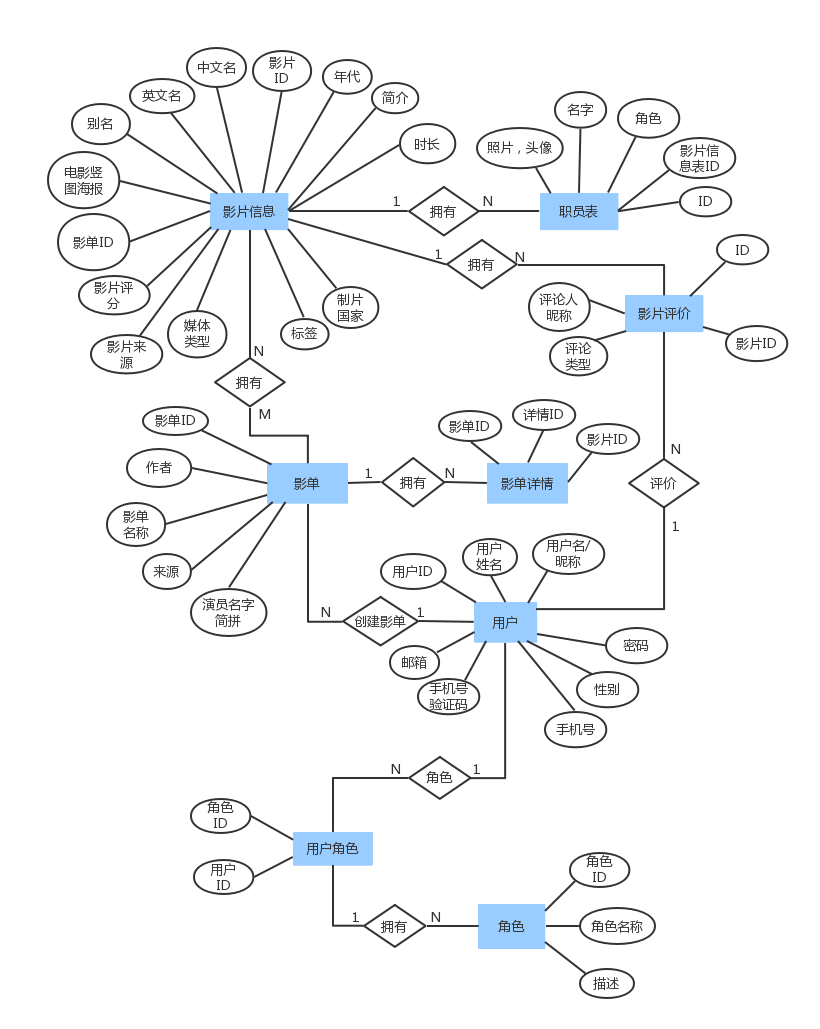 中文名
影片
ID
年代
英文名
简介
别名
时长
电影竖
图海报
影单ID
影片评
分
影片来
源
媒体
类型
标签
制片
国家
影片信息
1
拥有
N
职员表
照片，头像
名字
角色
影片信
息表ID
ID
1
拥有
N
ID
评论人
昵称
影片评价
评论
类型
影片ID
N
拥有
M
影单ID
作者
影单
名称
来源
演员名字
简拼
影单
1
拥有
N
影单详情
影单ID
详情ID
影片ID
N
评价
1
用户ID
用户
姓名
用户名/
昵称
N
创建影单
1
用户
密码
邮箱
手机号
验证码
性别
手机号
N
角色
1
角色
ID
用户角色
用户
ID
1
拥有
N
角色
角色
ID
角色名称
描述